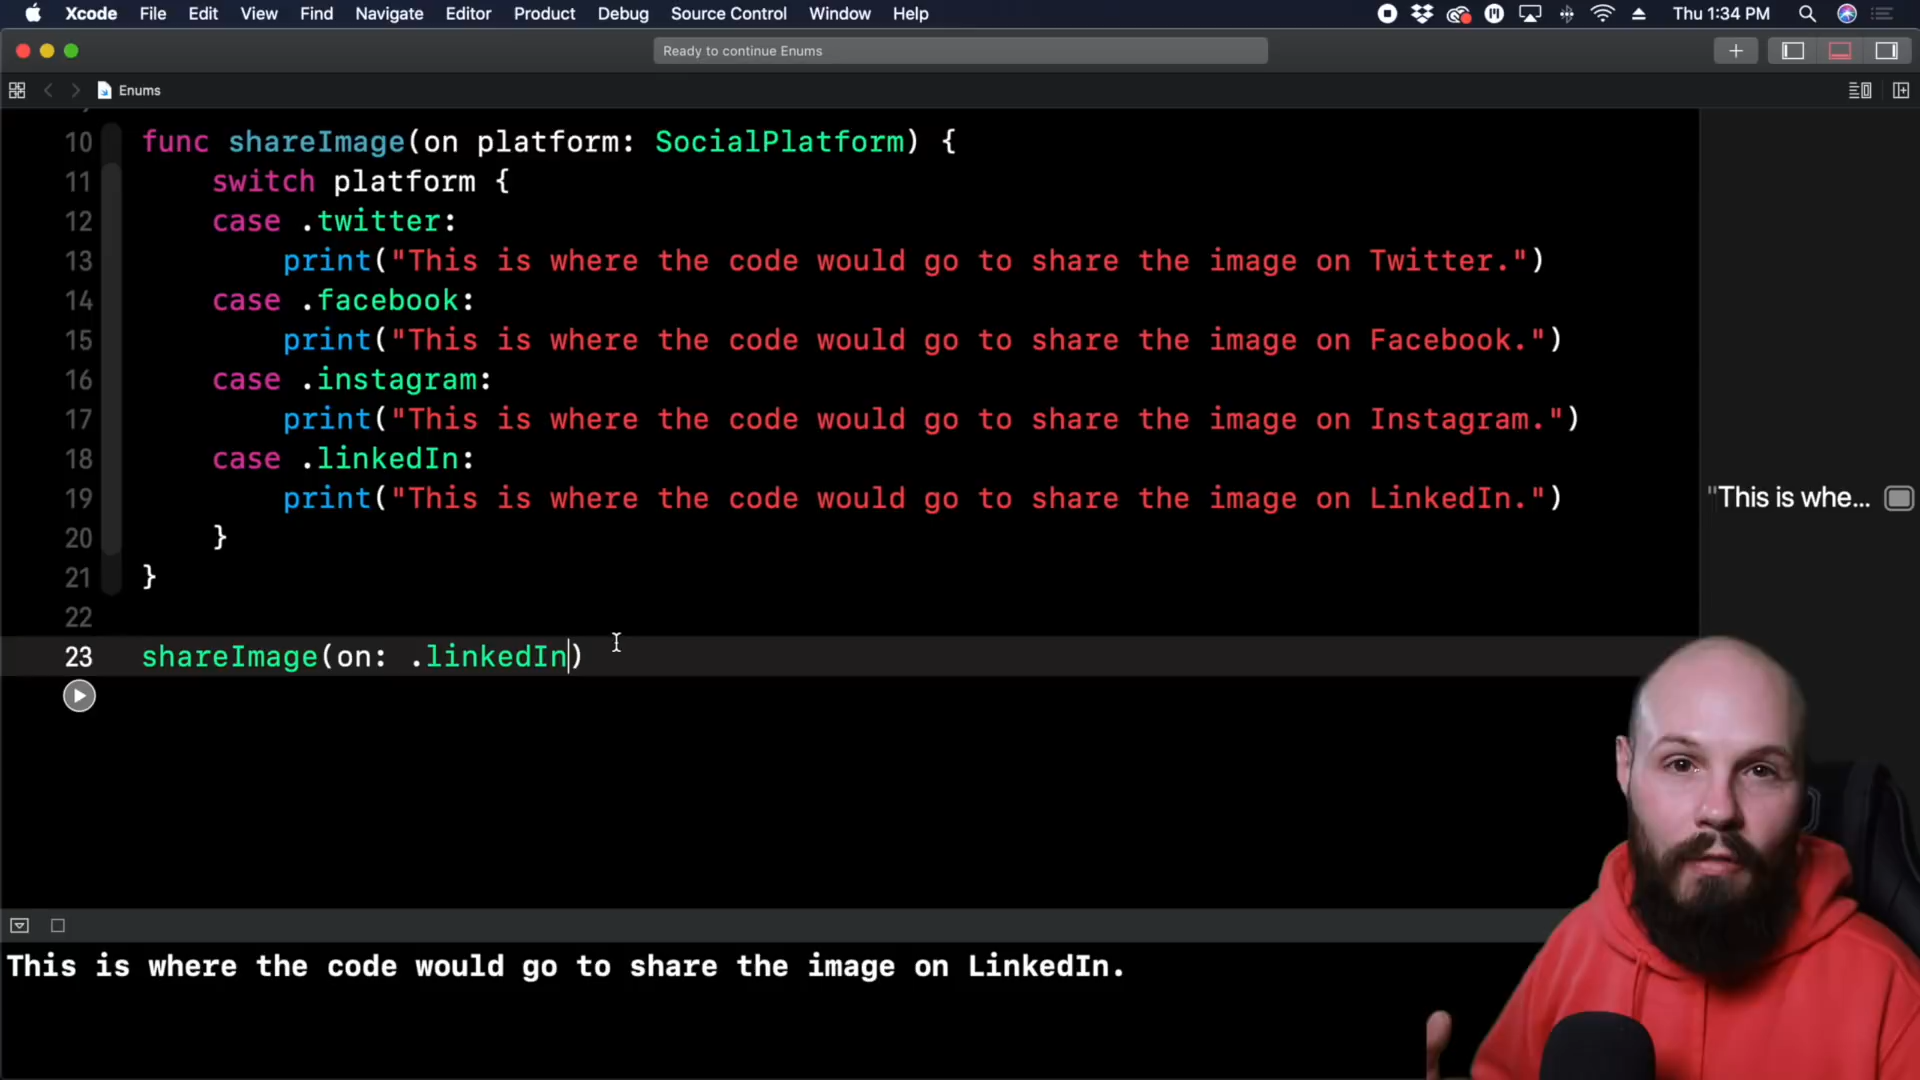 Xcode File Edit View Find Navigate Editor Product Debug Source Control Window Help Thu 1:34 PM
Ready to continue Enums
Enums
10 func shareImage(on platform: SocialPlatform) {
11 switch platform {
12 case .twitter:
13 print("This is where the code would go to share the image on Twitter.")
14 case .facebook:
15 print("This is where the code would go to share the image on Facebook.")
16 case .instagram:
17 print("This is where the code would go to share the image on Instagram.")
18 case .linkedIn:
19 print("This is where the code would go to share the image on LinkedIn.") "This is whe...
20 }
21 }
22
23 shareImage(on: .linkedIn)
This is where the code would go to share the image on LinkedIn.